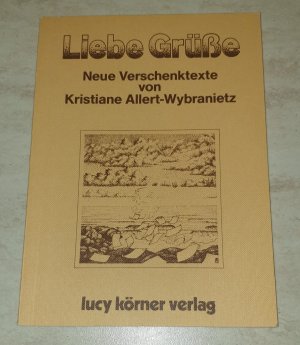 Liebe Grüße
Neue Verschenktexte
von
Kristiane Allert-Wybranietz
lucy körner verlag